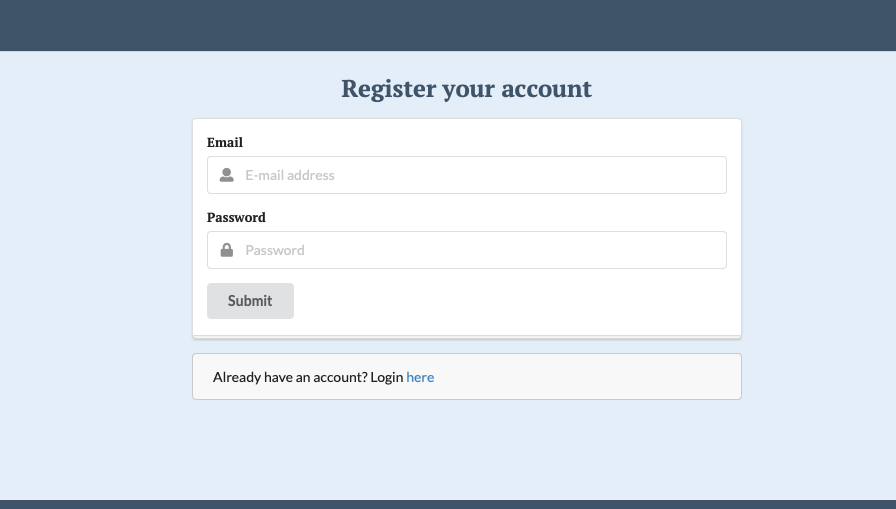 Register your account
Email
E-mail address
Password
Password
Submit
Already have an account? Login here